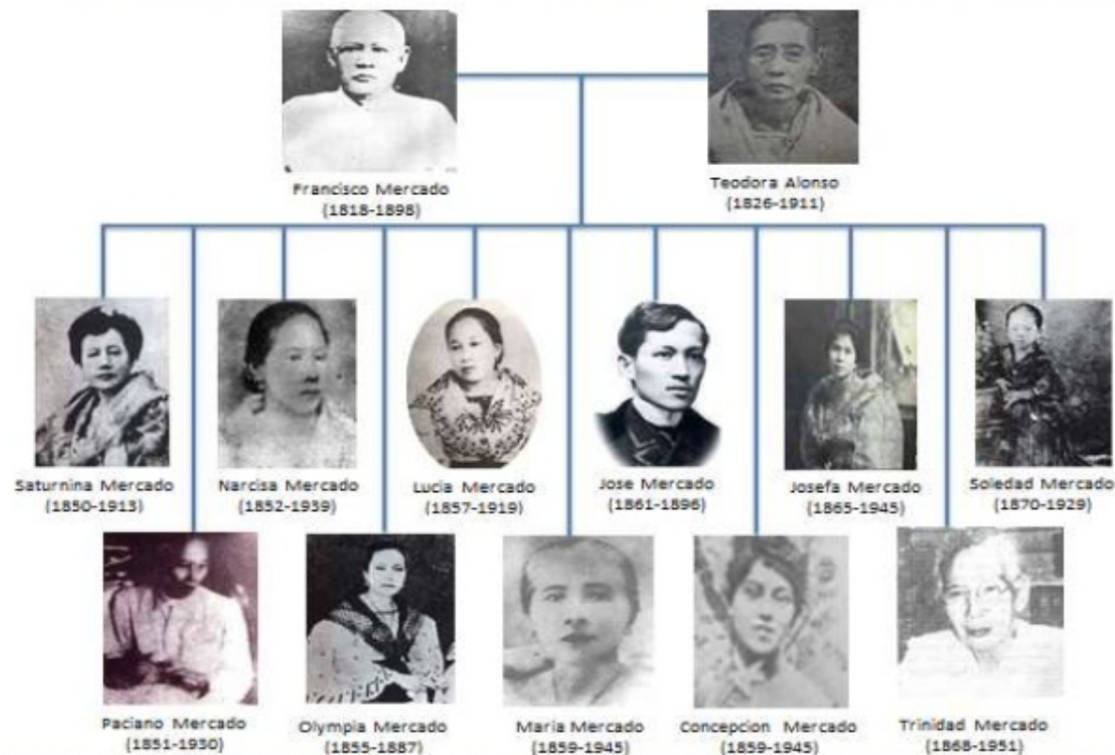 Francisco Mercado
(1818-1898)
Teodora Alonso
(1826-1911)
Saturnina Mercado
(1850-1913)
Narcisa Mercado
(1852-1939)
Lucia Mercado
(1857-1919)
Jose Mercado
(1861-1896)
Josefa Mercado
(1865-1945)
Soledad Mercado
(1870-1929)
Paciano Mercado
(1851-1930)
Olympia Mercado
(1855-1887)
Maria Mercado
(1859-1945)
Concepcion Mercado
(1859-1945)
Trinidad Mercado
(1868-1951)